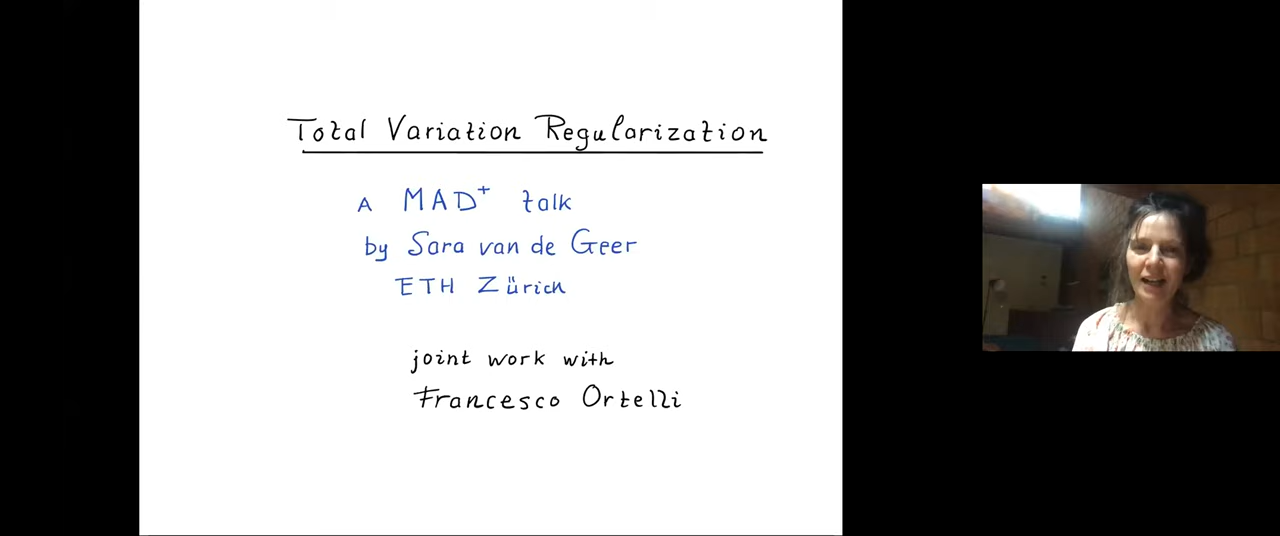 Total Variation Regularization
A MAD+ talk
by Sara van de Geer
ETH Zürich
joint work with
Francesco Ortelli